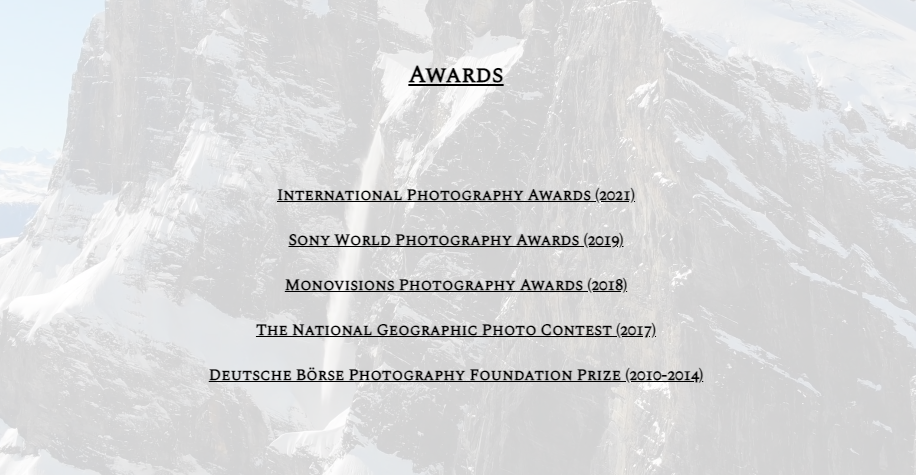 Awards
International Photography Awards (2021)
Sony World Photography Awards (2019)
Monovisions Photography Awards (2018)
The National Geographic Photo Contest (2017)
Deutsche Börse Photography Foundation Prize (2010-2014)